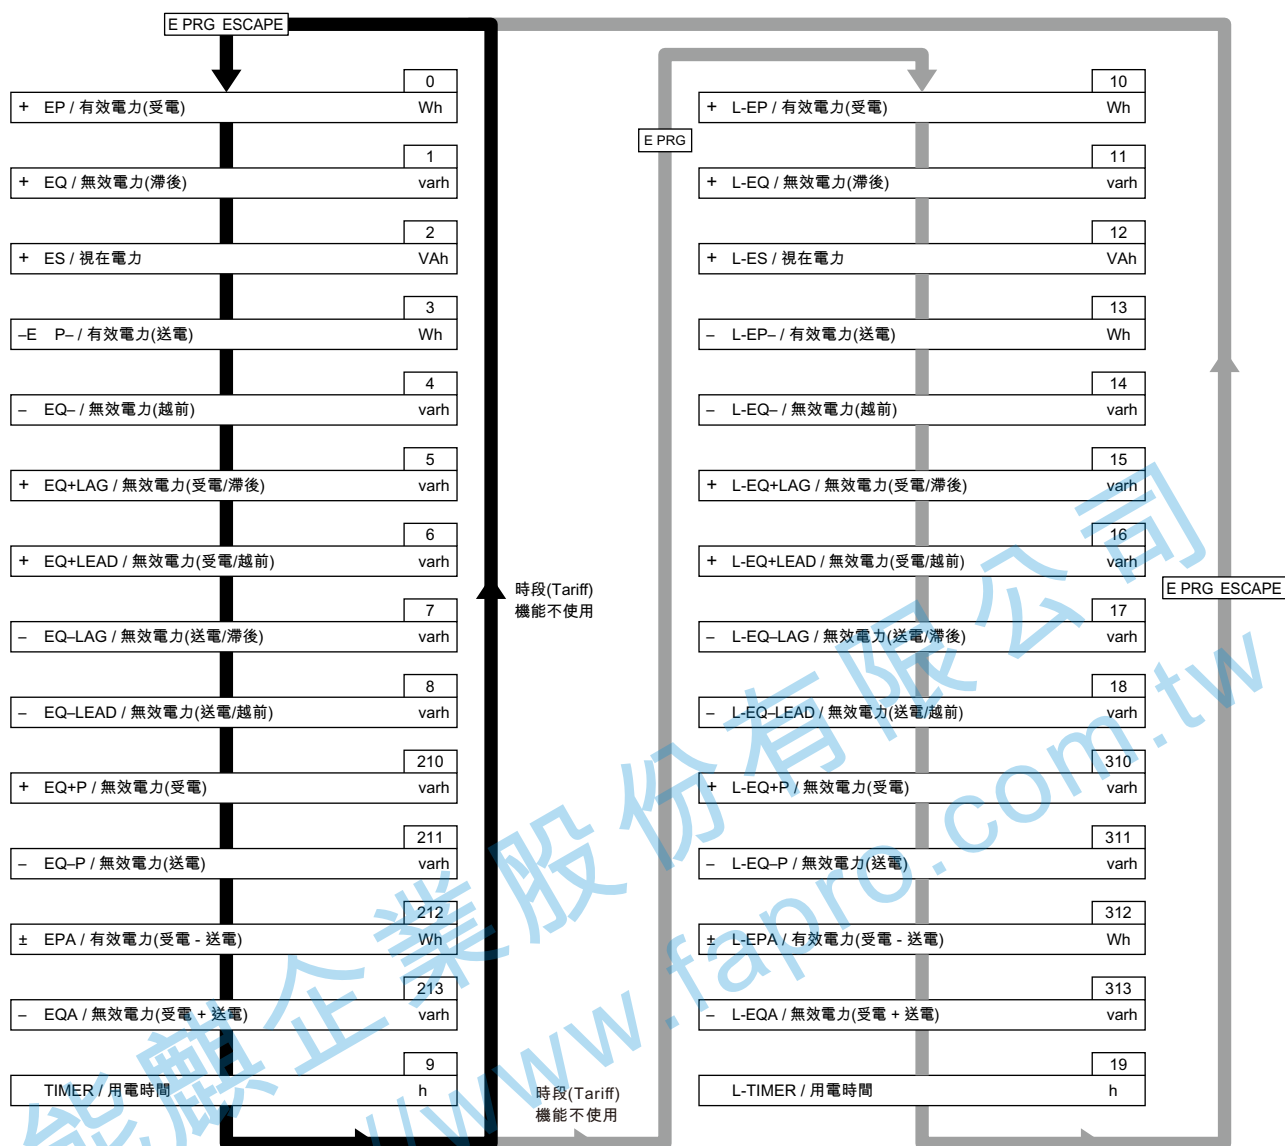 E PRG ESCAPE
0
+ EP / 有效電力(受電) Wh
1
+ EQ / 無效電力(滯後) varh
2
+ ES / 視在電力 VAh
3
–E P– / 有效電力(送電) Wh
4
– EQ– / 無效電力(越前) varh
5
+ EQ+LAG / 無效電力(受電/滯後) varh
6
+ EQ+LEAD / 無效電力(受電/越前) varh
7
– EQ–LAG / 無效電力(送電/滯後) varh
8
– EQ–LEAD / 無效電力(送電/越前) varh
210
+ EQ+P / 無效電力(受電) varh
211
– EQ–P / 無效電力(送電) varh
212
± EPA / 有效電力(受電 - 送電) Wh
213
– EQA / 無效電力(受電 + 送電) varh
9
TIMER / 用電時間 h
時段(Tariff)
機能不使用
時段(Tariff)
機能不使用
E PRG
10
+ L-EP / 有效電力(受電) Wh
11
+ L-EQ / 無效電力(滯後) varh
12
+ L-ES / 視在電力 VAh
13
– L-EP– / 有效電力(送電) Wh
14
– L-EQ– / 無效電力(越前) varh
15
+ L-EQ+LAG / 無效電力(受電/滯後) varh
16
+ L-EQ+LEAD / 無效電力(受電/越前) varh
17
– L-EQ–LAG / 無效電力(送電/滯後) varh
18
– L-EQ–LEAD / 無效電力(送電/越前) varh
310
+ L-EQ+P / 無效電力(受電) varh
311
– L-EQ–P / 無效電力(送電) varh
312
± L-EPA / 有效電力(受電 - 送電) Wh
313
– L-EQA / 無效電力(受電 + 送電) varh
19
L-TIMER / 用電時間 h
E PRG ESCAPE
能麒企業股份有限公司
//www.fapro.com.tw